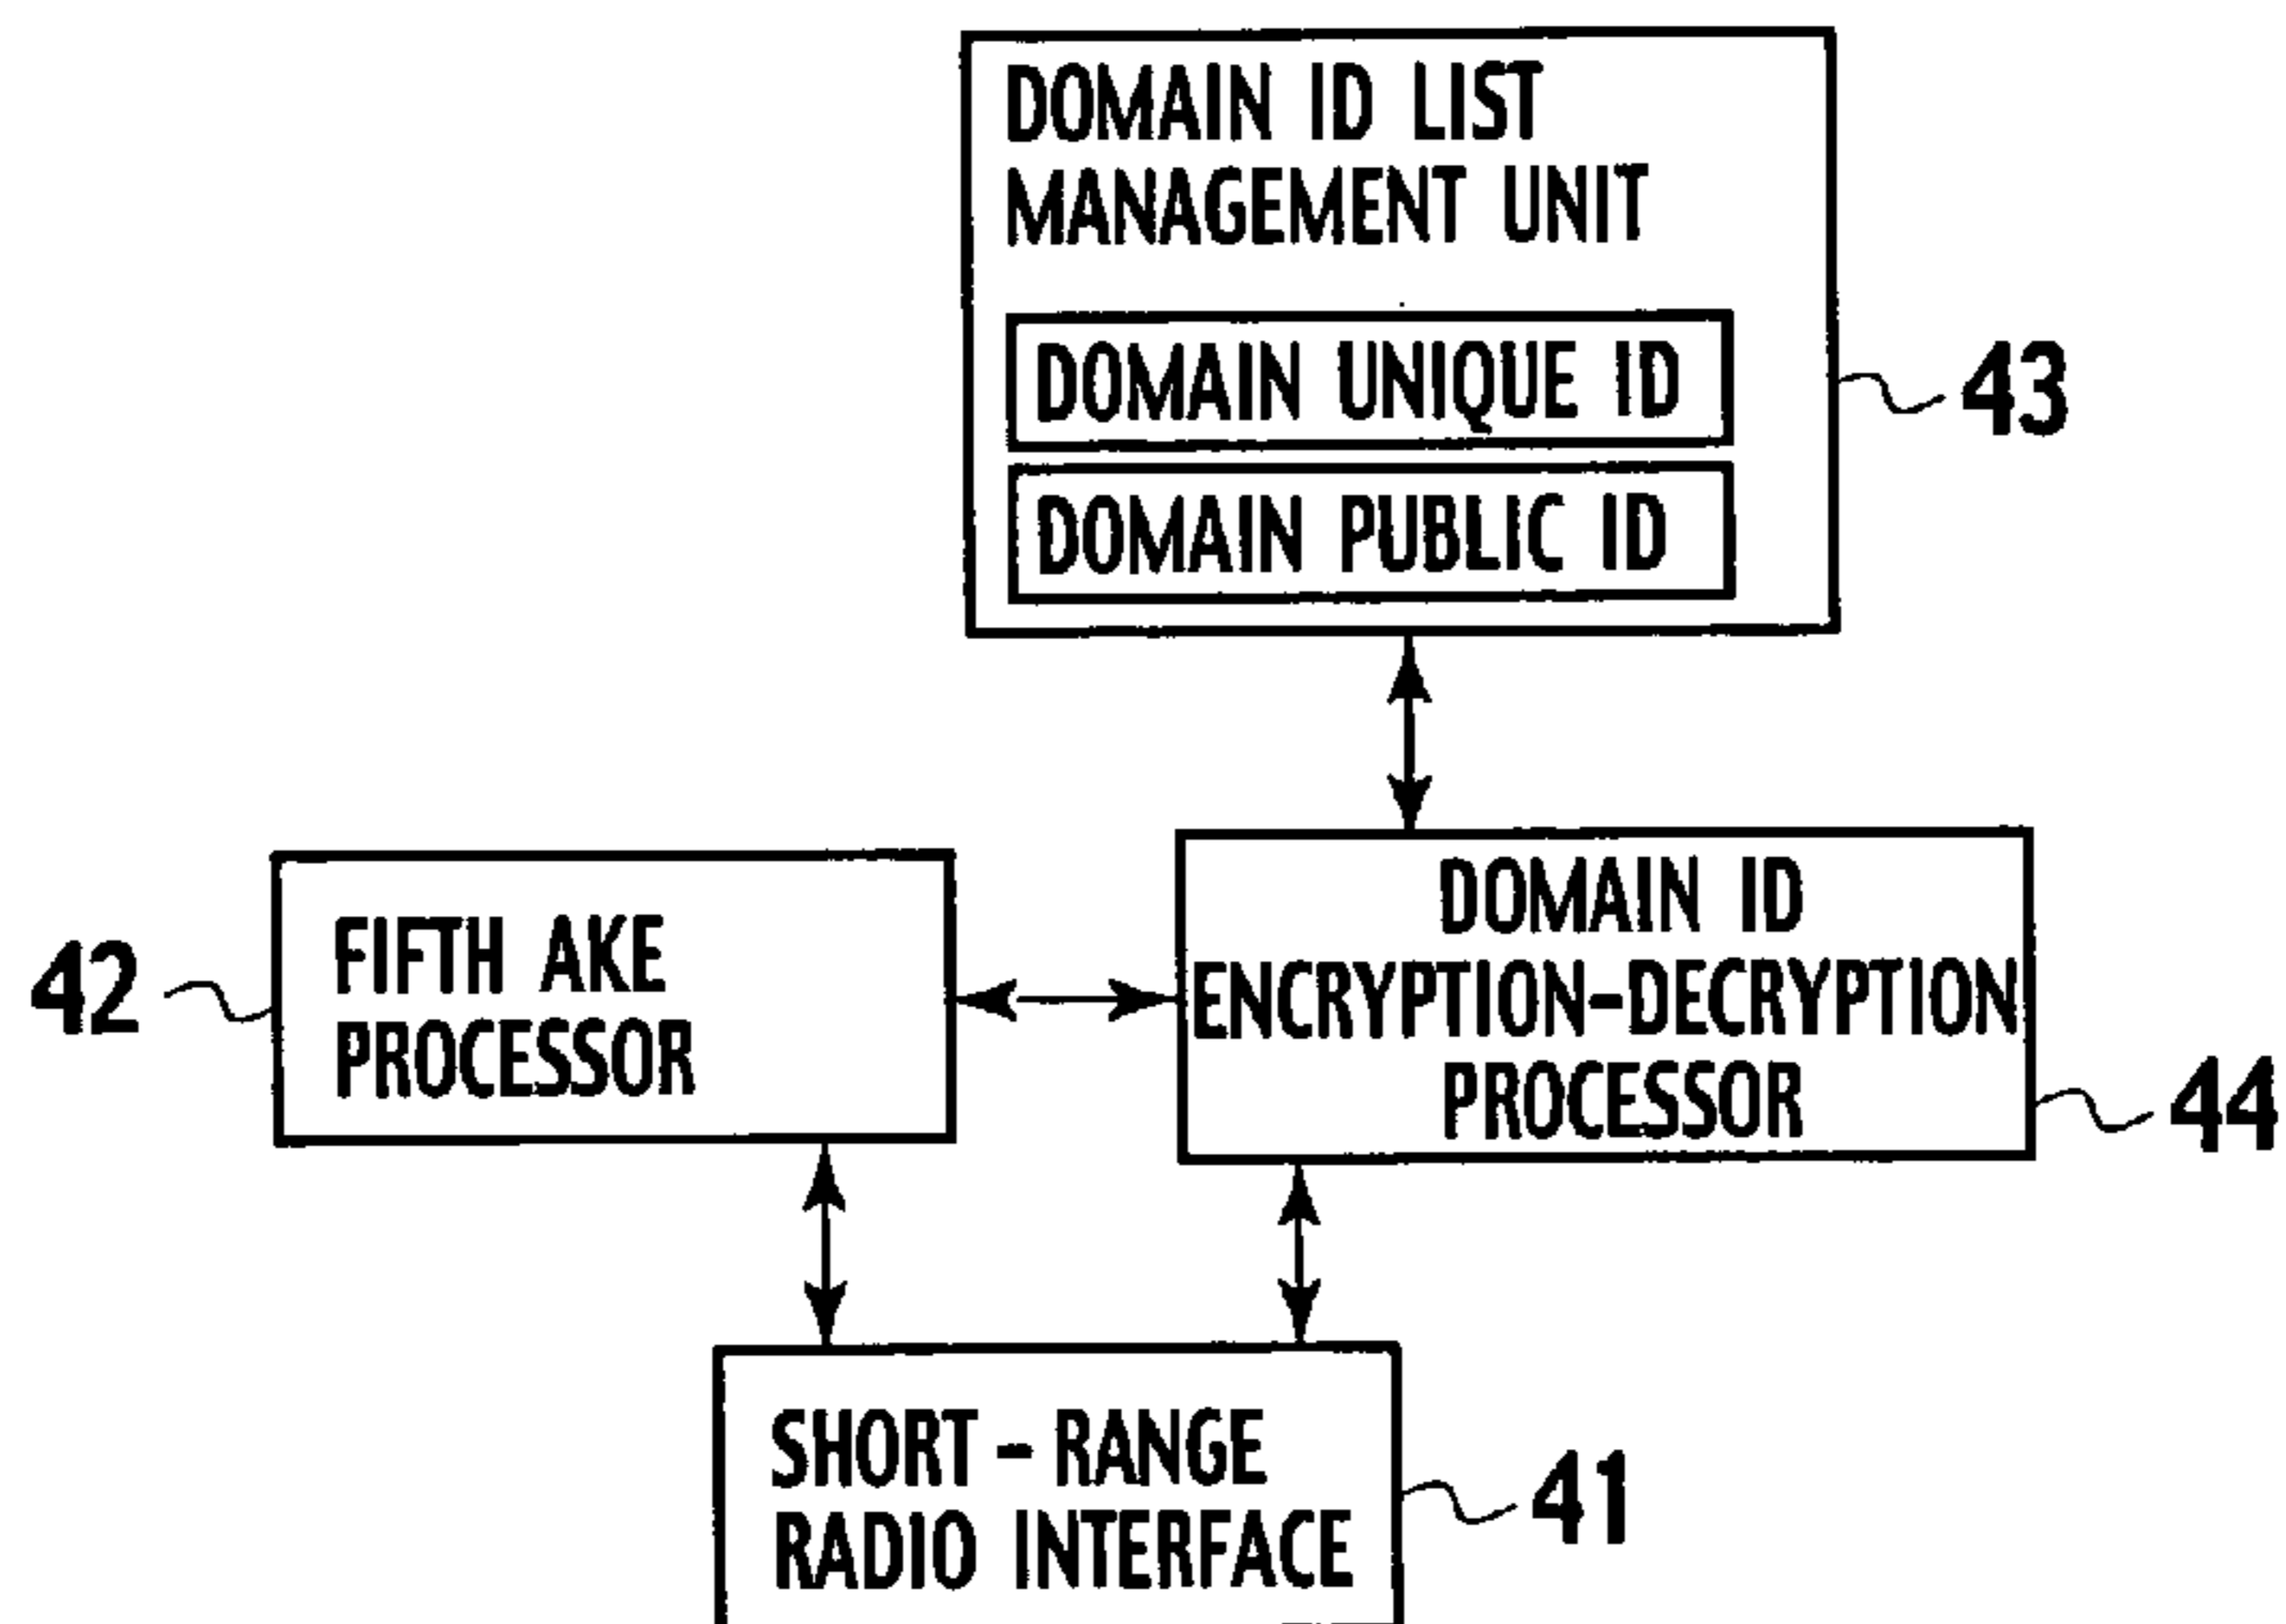 DOMAIN ID LIST
MANAGEMENT UNIT
DOMAIN UNIQUE ID
DOMAIN PUBLIC ID
43
42
FIFTH AKE
PROCESSOR
DOMAIN ID
ENCRYPTION-DECRYPTION
PROCESSOR
44
SHORT-RANGE
RADIO INTERFACE
41